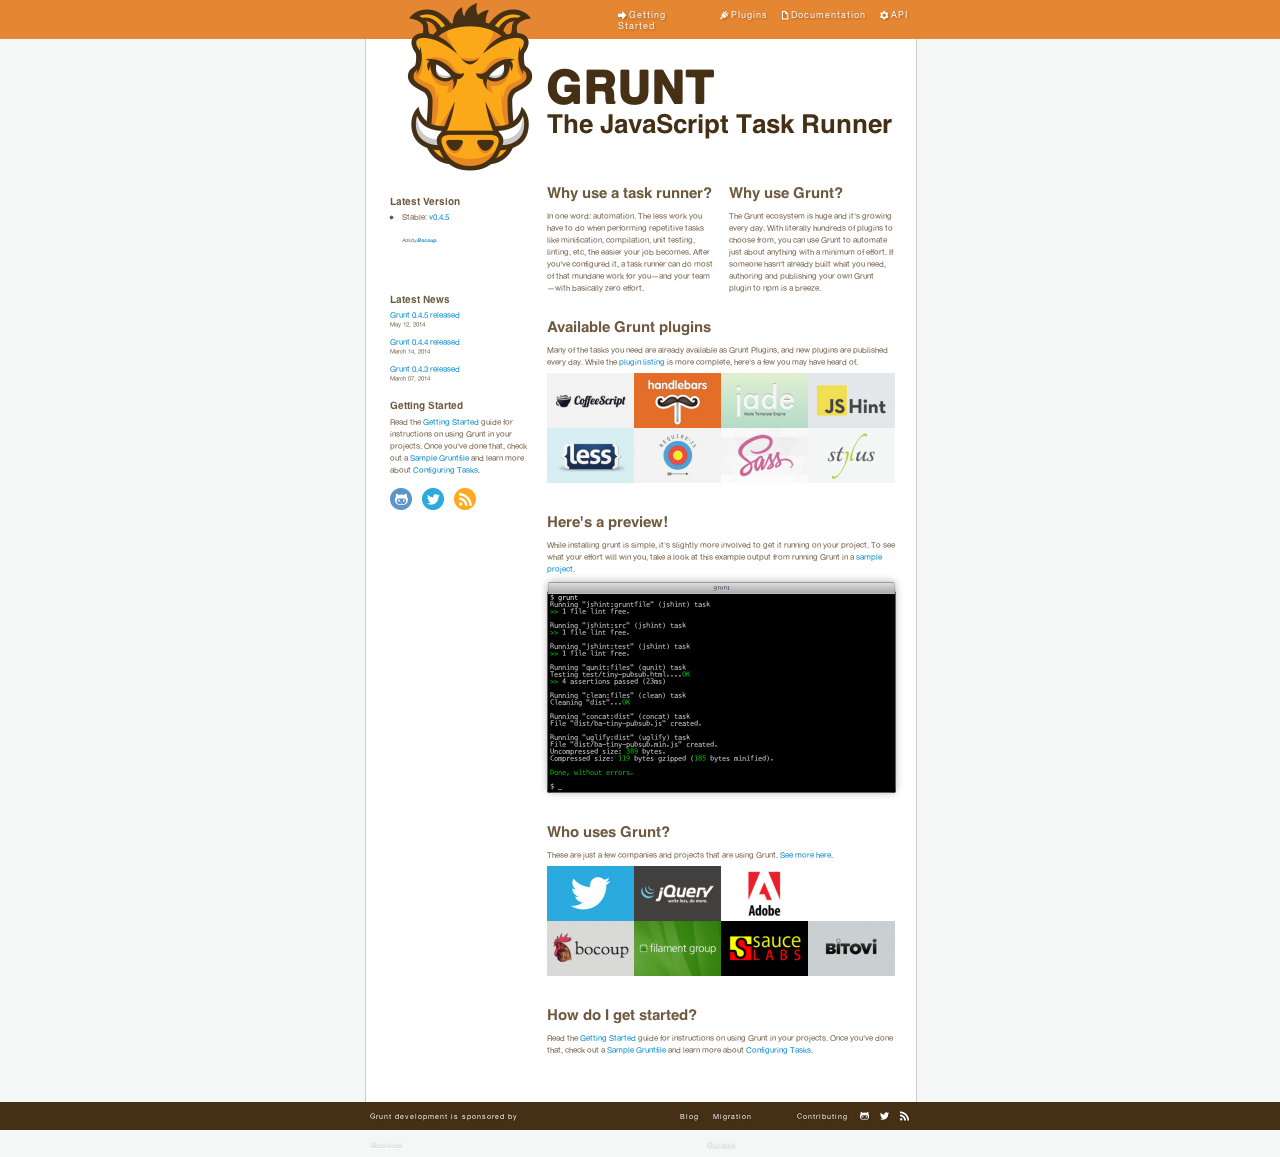 Getting
Started
Plugins
Documentation
API
GRUNT
The JavaScript Task Runner
Latest Version
Stable: v0.4.5
Ads by Bocoup.
Latest News
Grunt 0.4.5 released
May 12, 2014
Grunt 0.4.4 released
March 14, 2014
Grunt 0.4.3 released
March 07, 2014
Getting Started
Read the Getting Started guide for
instructions on using Grunt in your
projects. Once you've done that, check
out a Sample Gruntfile and learn more
about Configuring Tasks.
Why use a task runner?
In one word: automation. The less work you
have to do when performing repetitive tasks
like minification, compilation, unit testing,
linting, etc, the easier your job becomes. After
you've configured it, a task runner can do most
of that mundane work for you—and your team
—with basically zero effort.
Why use Grunt?
The Grunt ecosystem is huge and it's growing
every day. With literally hundreds of plugins to
choose from, you can use Grunt to automate
just about anything with a minimum of effort. If
someone hasn't already built what you need,
authoring and publishing your own Grunt
plugin to npm is a breeze.
Available Grunt plugins
Many of the tasks you need are already available as Grunt Plugins, and new plugins are published
every day. While the plugin listing is more complete, here's a few you may have heard of.
CoffeeScript
handlebars
jade
Node Template Engine
JSHint
{less}
REQUIRE·JS
Sass
stylus
Here's a preview!
While installing grunt is simple, it's slightly more involved to get it running on your project. To see
what your effort will win you, take a look at this example output from running Grunt in a sample
project.
grunt
$ grunt
Running "jshint:gruntfile" (jshint) task
>> 1 file lint free.
Running "jshint:src" (jshint) task
>> 1 file lint free.
Running "jshint:test" (jshint) task
>> 1 file lint free.
Running "qunit:files" (qunit) task
Testing test/tiny-pubsub.html....OK
>> 4 assertions passed (23ms)
Running "clean:files" (clean) task
Cleaning "dist"...OK
Running "concat:dist" (concat) task
File "dist/ba-tiny-pubsub.js" created.
Running "uglify:dist" (uglify) task
File "dist/ba-tiny-pubsub.min.js" created.
Uncompressed size: 389 bytes.
Compressed size: 119 bytes gzipped (185 bytes minified).
Done, without errors.
$ _
Who uses Grunt?
These are just a few companies and projects that are using Grunt. See more here.
jQuery
write less, do more.
Adobe
bocoup
filament group
sauce
LABS
BiTOVi
How do I get started?
Read the Getting Started guide for instructions on using Grunt in your projects. Once you've done
that, check out a Sample Gruntfile and learn more about Configuring Tasks.
Grunt development is sponsored by
Blog
Migration
Contributing
Bocoup
Guides